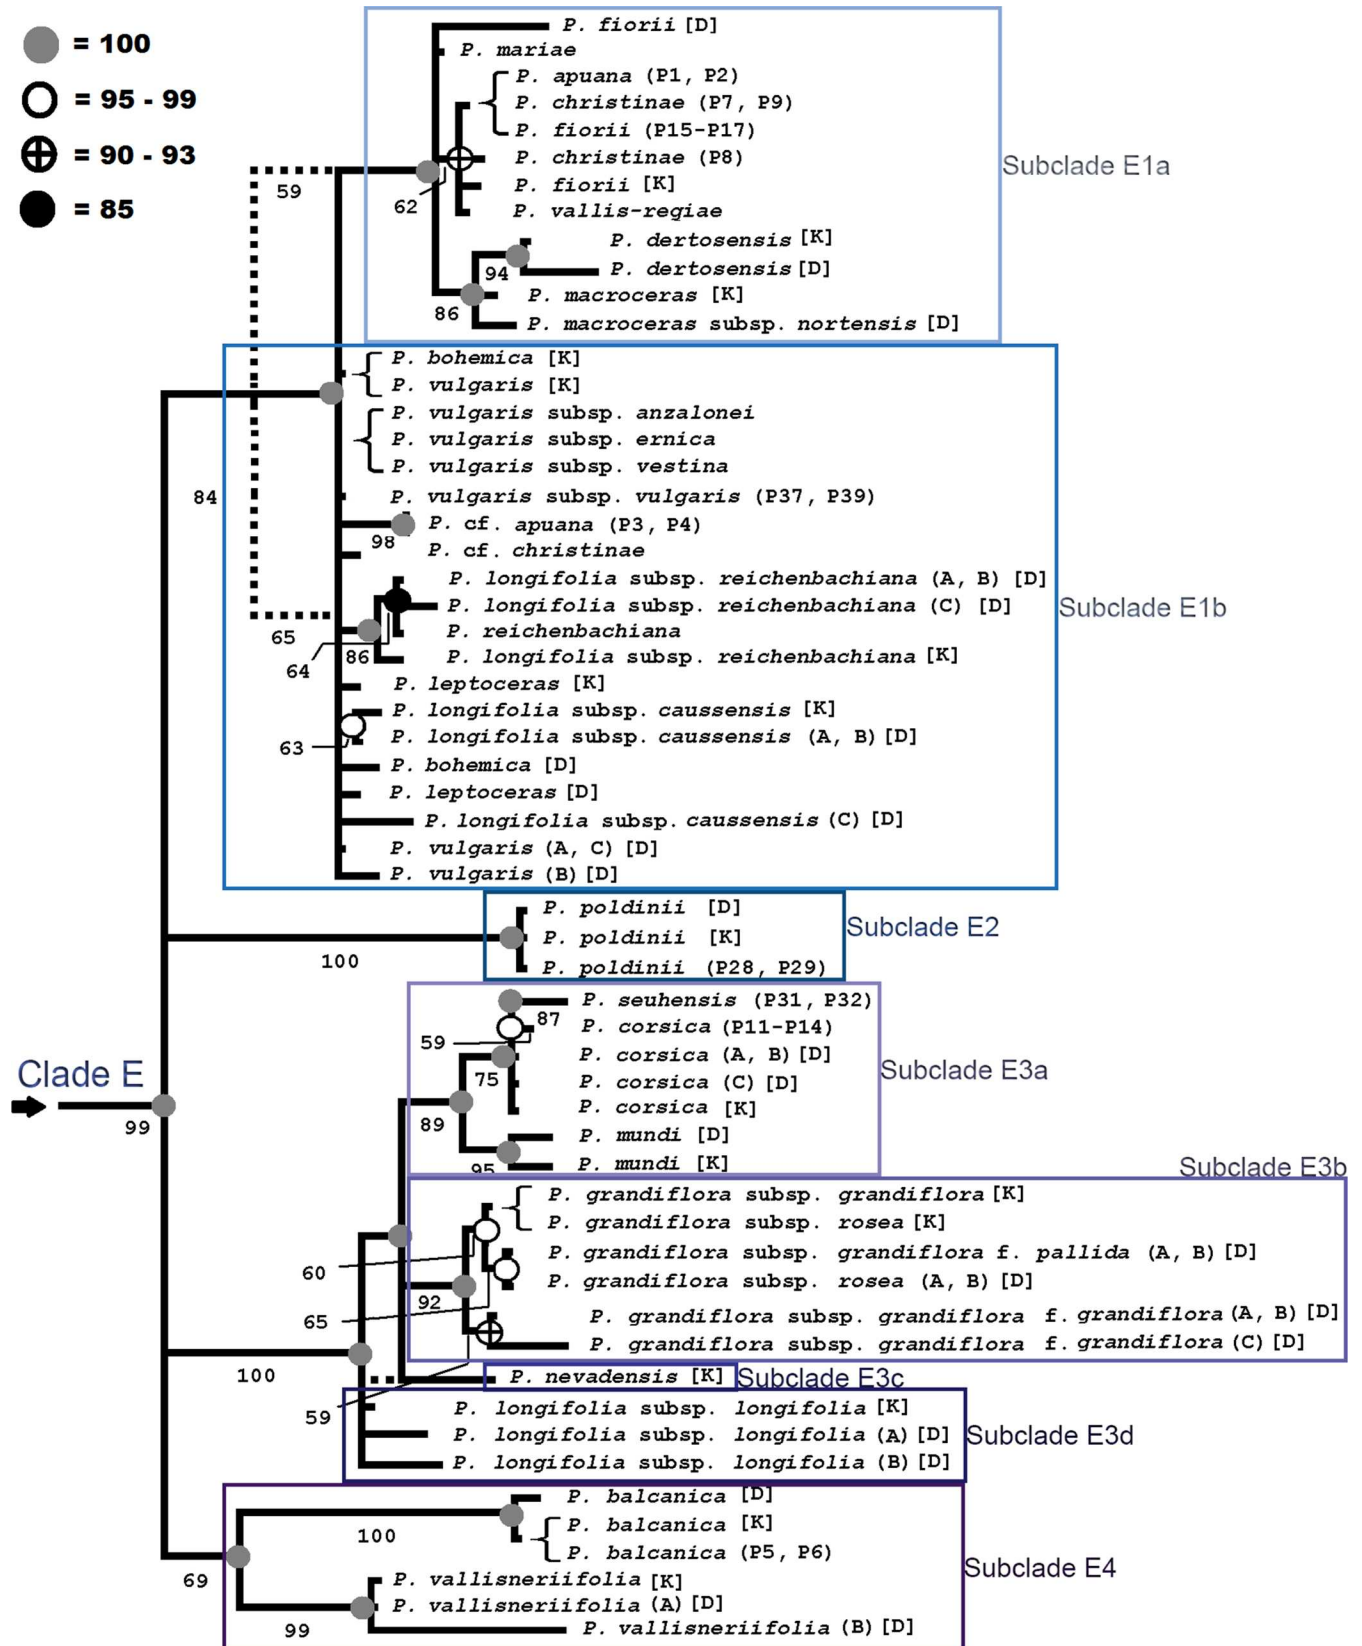 = 100
= 95 - 99
= 90 - 93
= 85
P. fiorii [D]
P. mariae
P. apuana (P1, P2)
P. christinae (P7, P9)
P. fiorii (P15-P17)
P. christinae (P8)
P. fiorii [K]
P. vallis-regiae
P. dertosensis [K]
P. dertosensis [D]
P. macroceras [K]
P. macroceras subsp. nortensis [D]
Subclade E1a
59
62
94
86
P. bohemica [K]
P. vulgaris [K]
P. vulgaris subsp. anzalonei
P. vulgaris subsp. ernica
P. vulgaris subsp. vestina
P. vulgaris subsp. vulgaris (P37, P39)
P. cf. apuana (P3, P4)
P. cf. christinae
P. longifolia subsp. reichenbachiana (A, B) [D]
P. longifolia subsp. reichenbachiana (C) [D]
P. reichenbachiana
P. longifolia subsp. reichenbachiana [K]
P. leptoceras [K]
P. longifolia subsp. caussensis [K]
P. longifolia subsp. caussensis (A, B) [D]
P. bohemica [D]
P. leptoceras [D]
P. longifolia subsp. caussensis (C) [D]
P. vulgaris (A, C) [D]
P. vulgaris (B) [D]
Subclade E1b
84
98
65
64
86
63
P. poldinii [D]
P. poldinii [K]
P. poldinii (P28, P29)
Subclade E2
100
P. seuhensis (P31, P32)
P. corsica (P11-P14)
P. corsica (A, B) [D]
P. corsica (C) [D]
P. corsica [K]
P. mundi [D]
P. mundi [K]
Subclade E3a
87
59
75
89
95
Clade E
99
Subclade E3b
P. grandiflora subsp. grandiflora [K]
P. grandiflora subsp. rosea [K]
P. grandiflora subsp. grandiflora f. pallida (A, B) [D]
P. grandiflora subsp. rosea (A, B) [D]
P. grandiflora subsp. grandiflora f. grandiflora (A, B) [D]
P. grandiflora subsp. grandiflora f. grandiflora (C) [D]
60
92
65
100
59
P. nevadensis [K]
Subclade E3c
P. longifolia subsp. longifolia [K]
P. longifolia subsp. longifolia (A) [D]
P. longifolia subsp. longifolia (B) [D]
Subclade E3d
P. balcanica [D]
P. balcanica [K]
P. balcanica (P5, P6)
P. vallisneriifolia [K]
P. vallisneriifolia (A) [D]
P. vallisneriifolia (B) [D]
Subclade E4
100
69
99